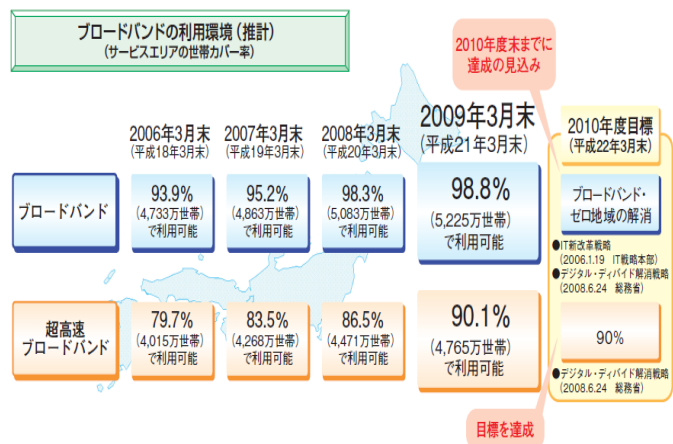 ブロードバンドの利用環境（推計）
（サービスエリアの世帯カバー率）
2010年度末までに
達成の見込み
2006年3月末
（平成18年3月末）
2007年3月末
（平成19年3月末）
2008年3月末
（平成20年3月末）
2009年3月末
（平成21年3月末）
2010年度目標
（平成22年3月末）
ブロードバンド
93.9%
（4,733万世帯）
で利用可能
95.2%
（4,863万世帯）
で利用可能
98.3%
（5,083万世帯）
で利用可能
98.8%
（5,225万世帯）
で利用可能
ブロードバンド・
ゼロ地域の解消
●IT新改革戦略
（2006.1.19　IT戦略本部）
●デジタル・ディバイド解消戦略
（2008.6.24　総務省）
超高速
ブロードバンド
79.7%
（4,015万世帯）
で利用可能
83.5%
（4,268万世帯）
で利用可能
86.5%
（4,471万世帯）
で利用可能
90.1%
（4,765万世帯）
で利用可能
90%
●デジタル・ディバイド解消戦略
（2008.6.24　総務省）
目標を達成